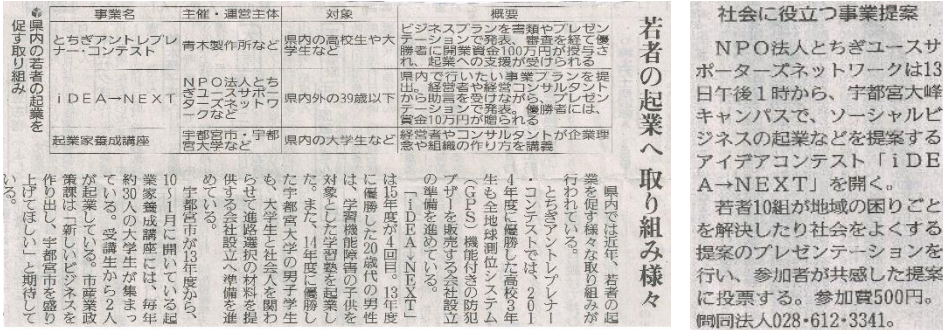 若者の起業へ 取り組み様々
県内の若者の起業を
促す取り組み
事業名 主催・運営主体 対象 概要
とちぎアントレプレナー・コンテスト 青木製作所など 県内の高校生や大学生など ビジネスプランを書類やプレゼンテーションで発表。審査を経て優勝者に開業資金100万円が授与され、起業への支援が受けられる
iDEA→NEXT NPO法人とちぎユースサポーターズネットワークなど 県内外の39歳以下 県内で行いたい事業プランを提出。経営者や経営コンサルタントから助言を受けながら、プレゼンテーションで発表。優勝者には、賞金10万円が贈られる
起業家養成講座 宇都宮市・宇都宮大学など 県内の大学生など 経営者やコンサルタントが企業理念や組織の作り方を講義
県内では近年、若者の起
業を促す様々な取り組みが
行われている。
とちぎアントレプレナー
・コンテストでは、201
4年度に優勝した高校3年
生も全地球測位システム
(GPS)機能付きの防犯
ブザーを販売する会社設立
の準備を進めている。
「iDEA→NEXT」
は15年度が4回目。13年度
に優勝した20歳代の男性
は、学習機能障害の子供を
対象とした学習塾を起業し
た。また、14年度に優勝し
た宇都宮大学の男子学生
も、大学生と社会人を関わ
らせて進路選択の材料を提
供する会社設立へ準備を進
めている。
宇都宮市が13年度から、
10〜1月に開いている起
業家養成講座には、毎年
約30人の大学生が集まっ
ている。受講生から2人
が起業している。市産業政
策課は「新しいビジネスを
作り出し、宇都宮市を盛り
上げてほしい」と期待して
いる。
社会に役立つ事業提案
NPO法人とちぎユースサ
ポーターズネットワークは13
日午後1時から、宇都宮大峰
キャンパスで、ソーシャルビ
ジネスの起業などを提案する
アイデアコンテスト「iDE
A→NEXT」を開く。
若者10組が地域の困りごと
を解決したり社会をよくする
提案のプレゼンテーションを
行い、参加者が共感した提案
に投票する。参加費500円。
問同法人028・612・3341。